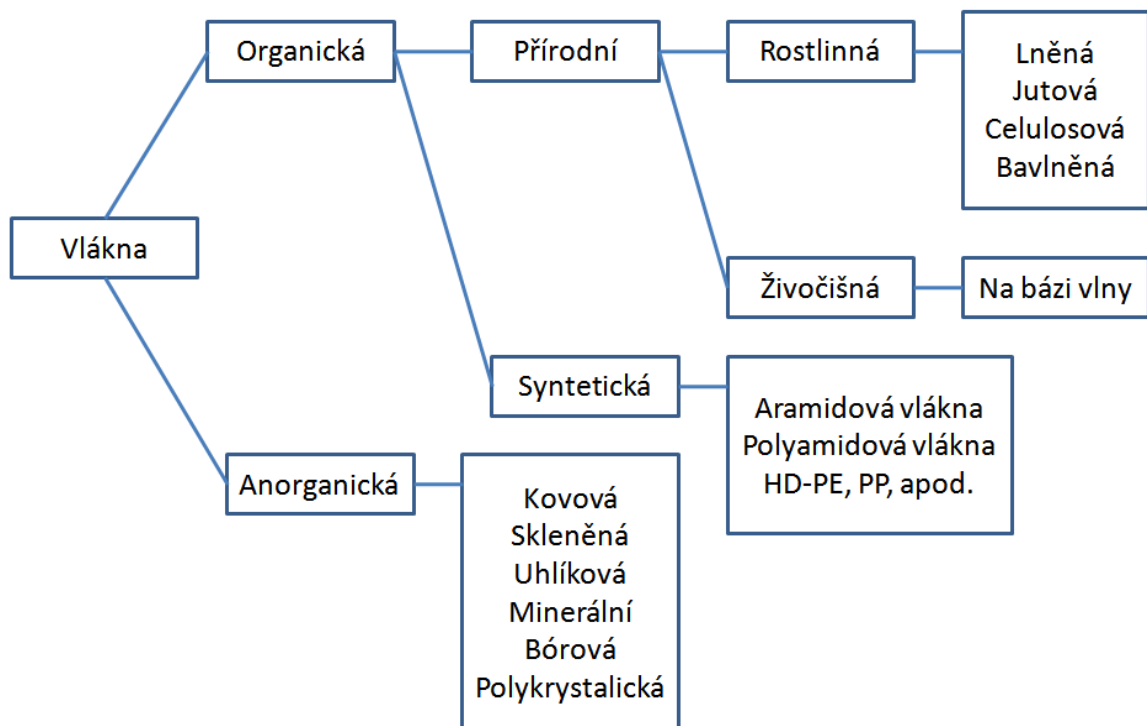 Organická
Přírodní
Rostlinná
Lněná
Jutová
Celulosová
Bavlněná
Vlákna
Živočišná
Na bázi vlny
Syntetická
Aramidová vlákna
Polyamidová vlákna
HD-PE, PP, apod.
Anorganická
Kovová
Skleněná
Uhlíková
Minerální
Bórová
Polykrystalická